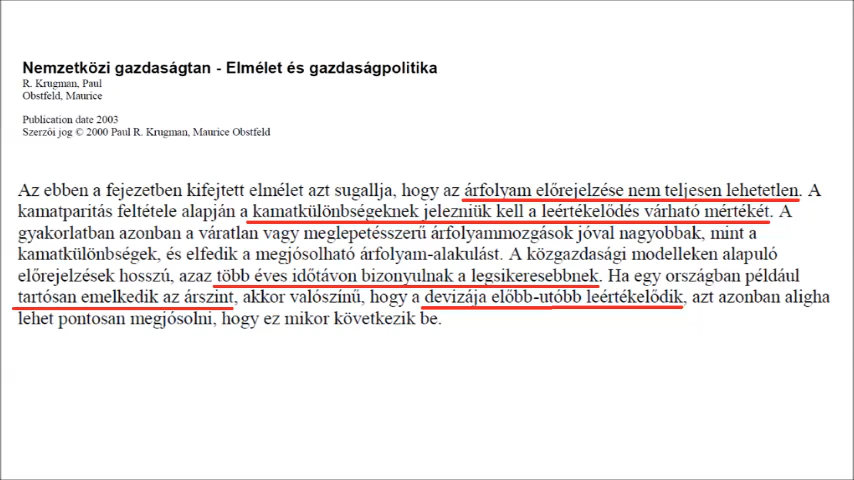 Nemzetközi gazdaságtan - Elmélet és gazdaságpolitika
R. Krugman, Paul
Obstfeld, Maurice
Publication date 2003
Szerzői jog © 2000 Paul R. Krugman, Maurice Obstfeld
Az ebben a fejezetben kifejtett elmélet azt sugallja, hogy az árfolyam előrejelzése nem teljesen lehetetlen. A
kamatparitás feltétele alapján a kamatkülönbségeknek jelezniük kell a leértékelődés várható mértékét. A
gyakorlatban azonban a váratlan vagy meglepetésszerű árfolyammozgások jóval nagyobbak, mint a
kamatkülönbségek, és elfedik a megjósolható árfolyam-alakulást. A közgazdasági modelleken alapuló
előrejelzések hosszú, azaz több éves időtávon bizonyulnak a legsikeresebbnek. Ha egy országban például
tartósan emelkedik az árszint, akkor valószínű, hogy a devizája előbb-utóbb leértékelődik, azt azonban aligha
lehet pontosan megjósolni, hogy ez mikor következik be.